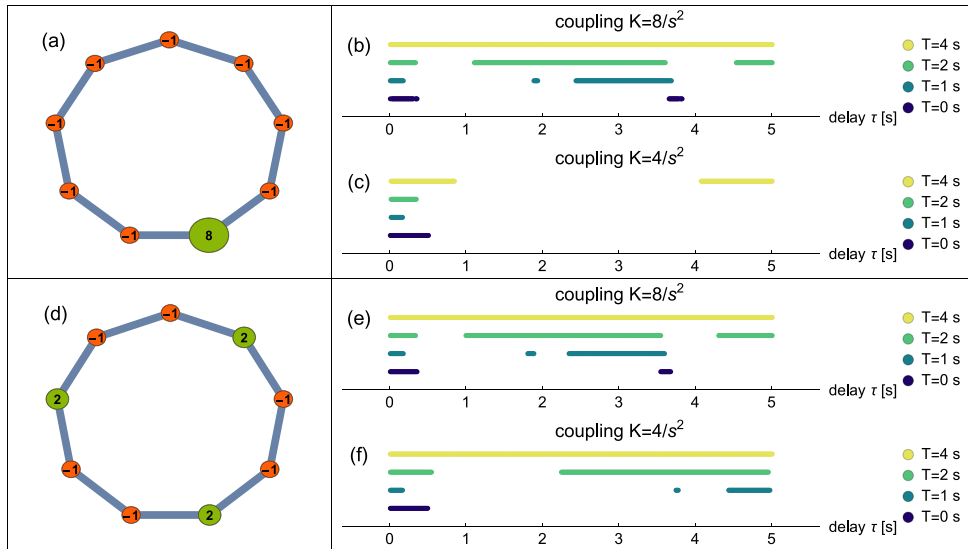 (a)
-1
-1
-1
-1
-1
-1
-1
-1
8
coupling K=8/s²
(b)
T=4 s
T=2 s
T=1 s
T=0 s
0 1 2 3 4 5
delay τ [s]
coupling K=4/s²
(c)
T=4 s
T=2 s
T=1 s
T=0 s
0 1 2 3 4 5
delay τ [s]
(d)
-1
-1
2
2
-1
-1
-1
-1
2
coupling K=8/s²
(e)
T=4 s
T=2 s
T=1 s
T=0 s
0 1 2 3 4 5
delay τ [s]
coupling K=4/s²
(f)
T=4 s
T=2 s
T=1 s
T=0 s
0 1 2 3 4 5
delay τ [s]